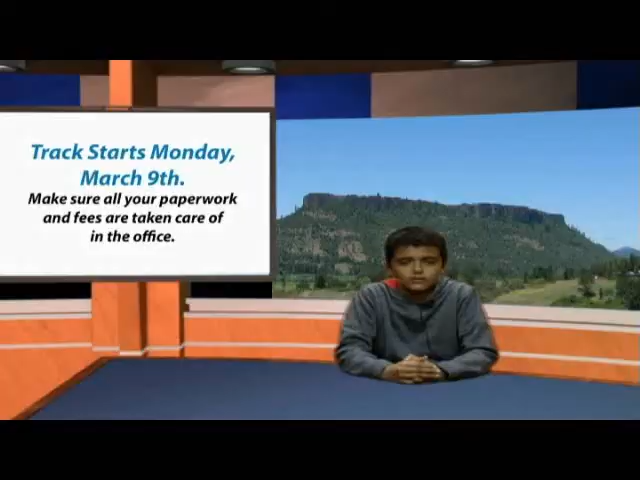 Track Starts Monday,
March 9th.
Make sure all your paperwork
and fees are taken care of
in the office.